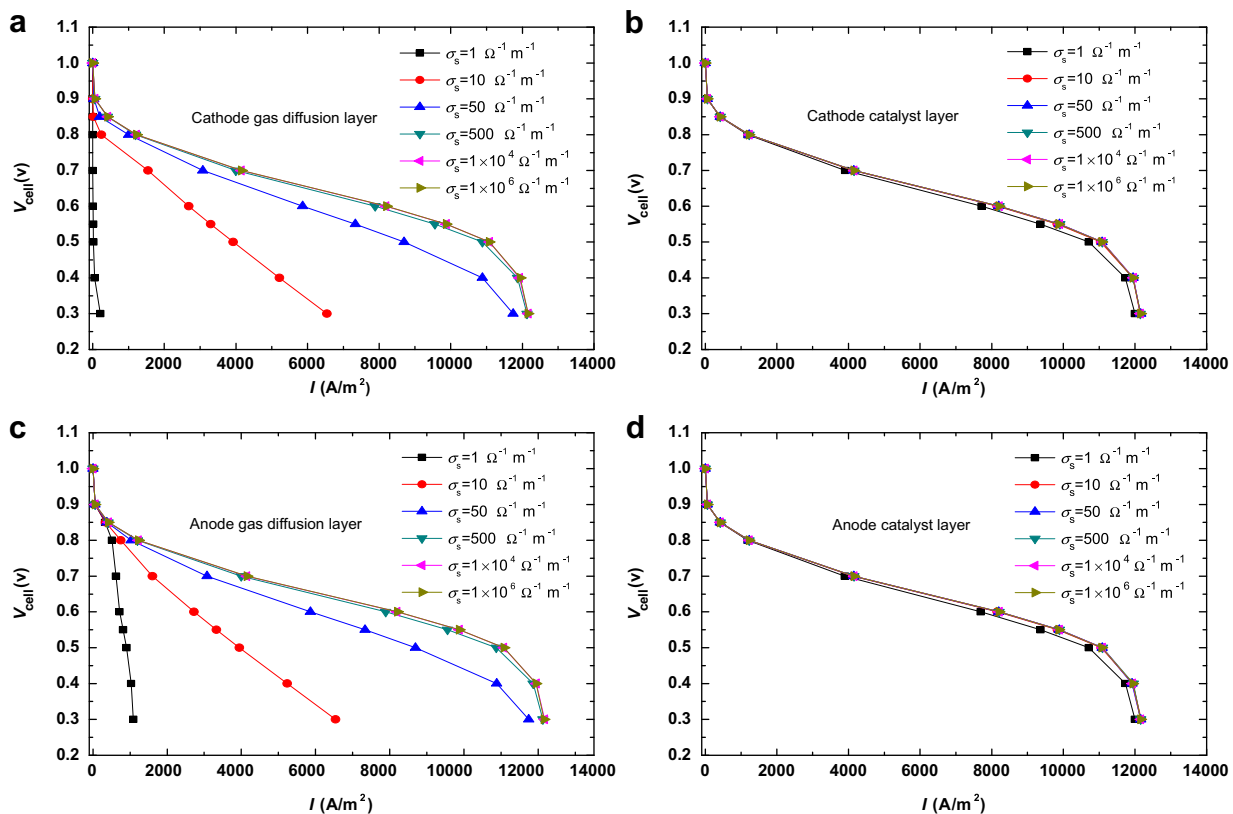 a
1.1
1.0
0.9
0.8
0.7
0.6
0.5
0.4
0.3
0.2
V_cell(v)
0 2000 4000 6000 8000 10000 12000 14000
I (A/m²)
Cathode gas diffusion layer
σₛ=1 Ω⁻¹ m⁻¹
σₛ=10 Ω⁻¹ m⁻¹
σₛ=50 Ω⁻¹ m⁻¹
σₛ=500 Ω⁻¹ m⁻¹
σₛ=1×10⁴ Ω⁻¹ m⁻¹
σₛ=1×10⁶ Ω⁻¹ m⁻¹
b
1.1
1.0
0.9
0.8
0.7
0.6
0.5
0.4
0.3
0.2
V_cell(v)
0 2000 4000 6000 8000 10000 12000 14000
I (A/m²)
Cathode catalyst layer
σₛ=1 Ω⁻¹ m⁻¹
σₛ=10 Ω⁻¹ m⁻¹
σₛ=50 Ω⁻¹ m⁻¹
σₛ=500 Ω⁻¹ m⁻¹
σₛ=1×10⁴ Ω⁻¹ m⁻¹
σₛ=1×10⁶ Ω⁻¹ m⁻¹
c
1.1
1.0
0.9
0.8
0.7
0.6
0.5
0.4
0.3
0.2
V_cell(v)
0 2000 4000 6000 8000 10000 12000 14000
I (A/m²)
Anode gas diffusion layer
σₛ=1 Ω⁻¹ m⁻¹
σₛ=10 Ω⁻¹ m⁻¹
σₛ=50 Ω⁻¹ m⁻¹
σₛ=500 Ω⁻¹ m⁻¹
σₛ=1×10⁴ Ω⁻¹ m⁻¹
σₛ=1×10⁶ Ω⁻¹ m⁻¹
d
1.1
1.0
0.9
0.8
0.7
0.6
0.5
0.4
0.3
0.2
V_cell(v)
0 2000 4000 6000 8000 10000 12000 14000
I (A/m²)
Anode catalyst layer
σₛ=1 Ω⁻¹ m⁻¹
σₛ=10 Ω⁻¹ m⁻¹
σₛ=50 Ω⁻¹ m⁻¹
σₛ=500 Ω⁻¹ m⁻¹
σₛ=1×10⁴ Ω⁻¹ m⁻¹
σₛ=1×10⁶ Ω⁻¹ m⁻¹